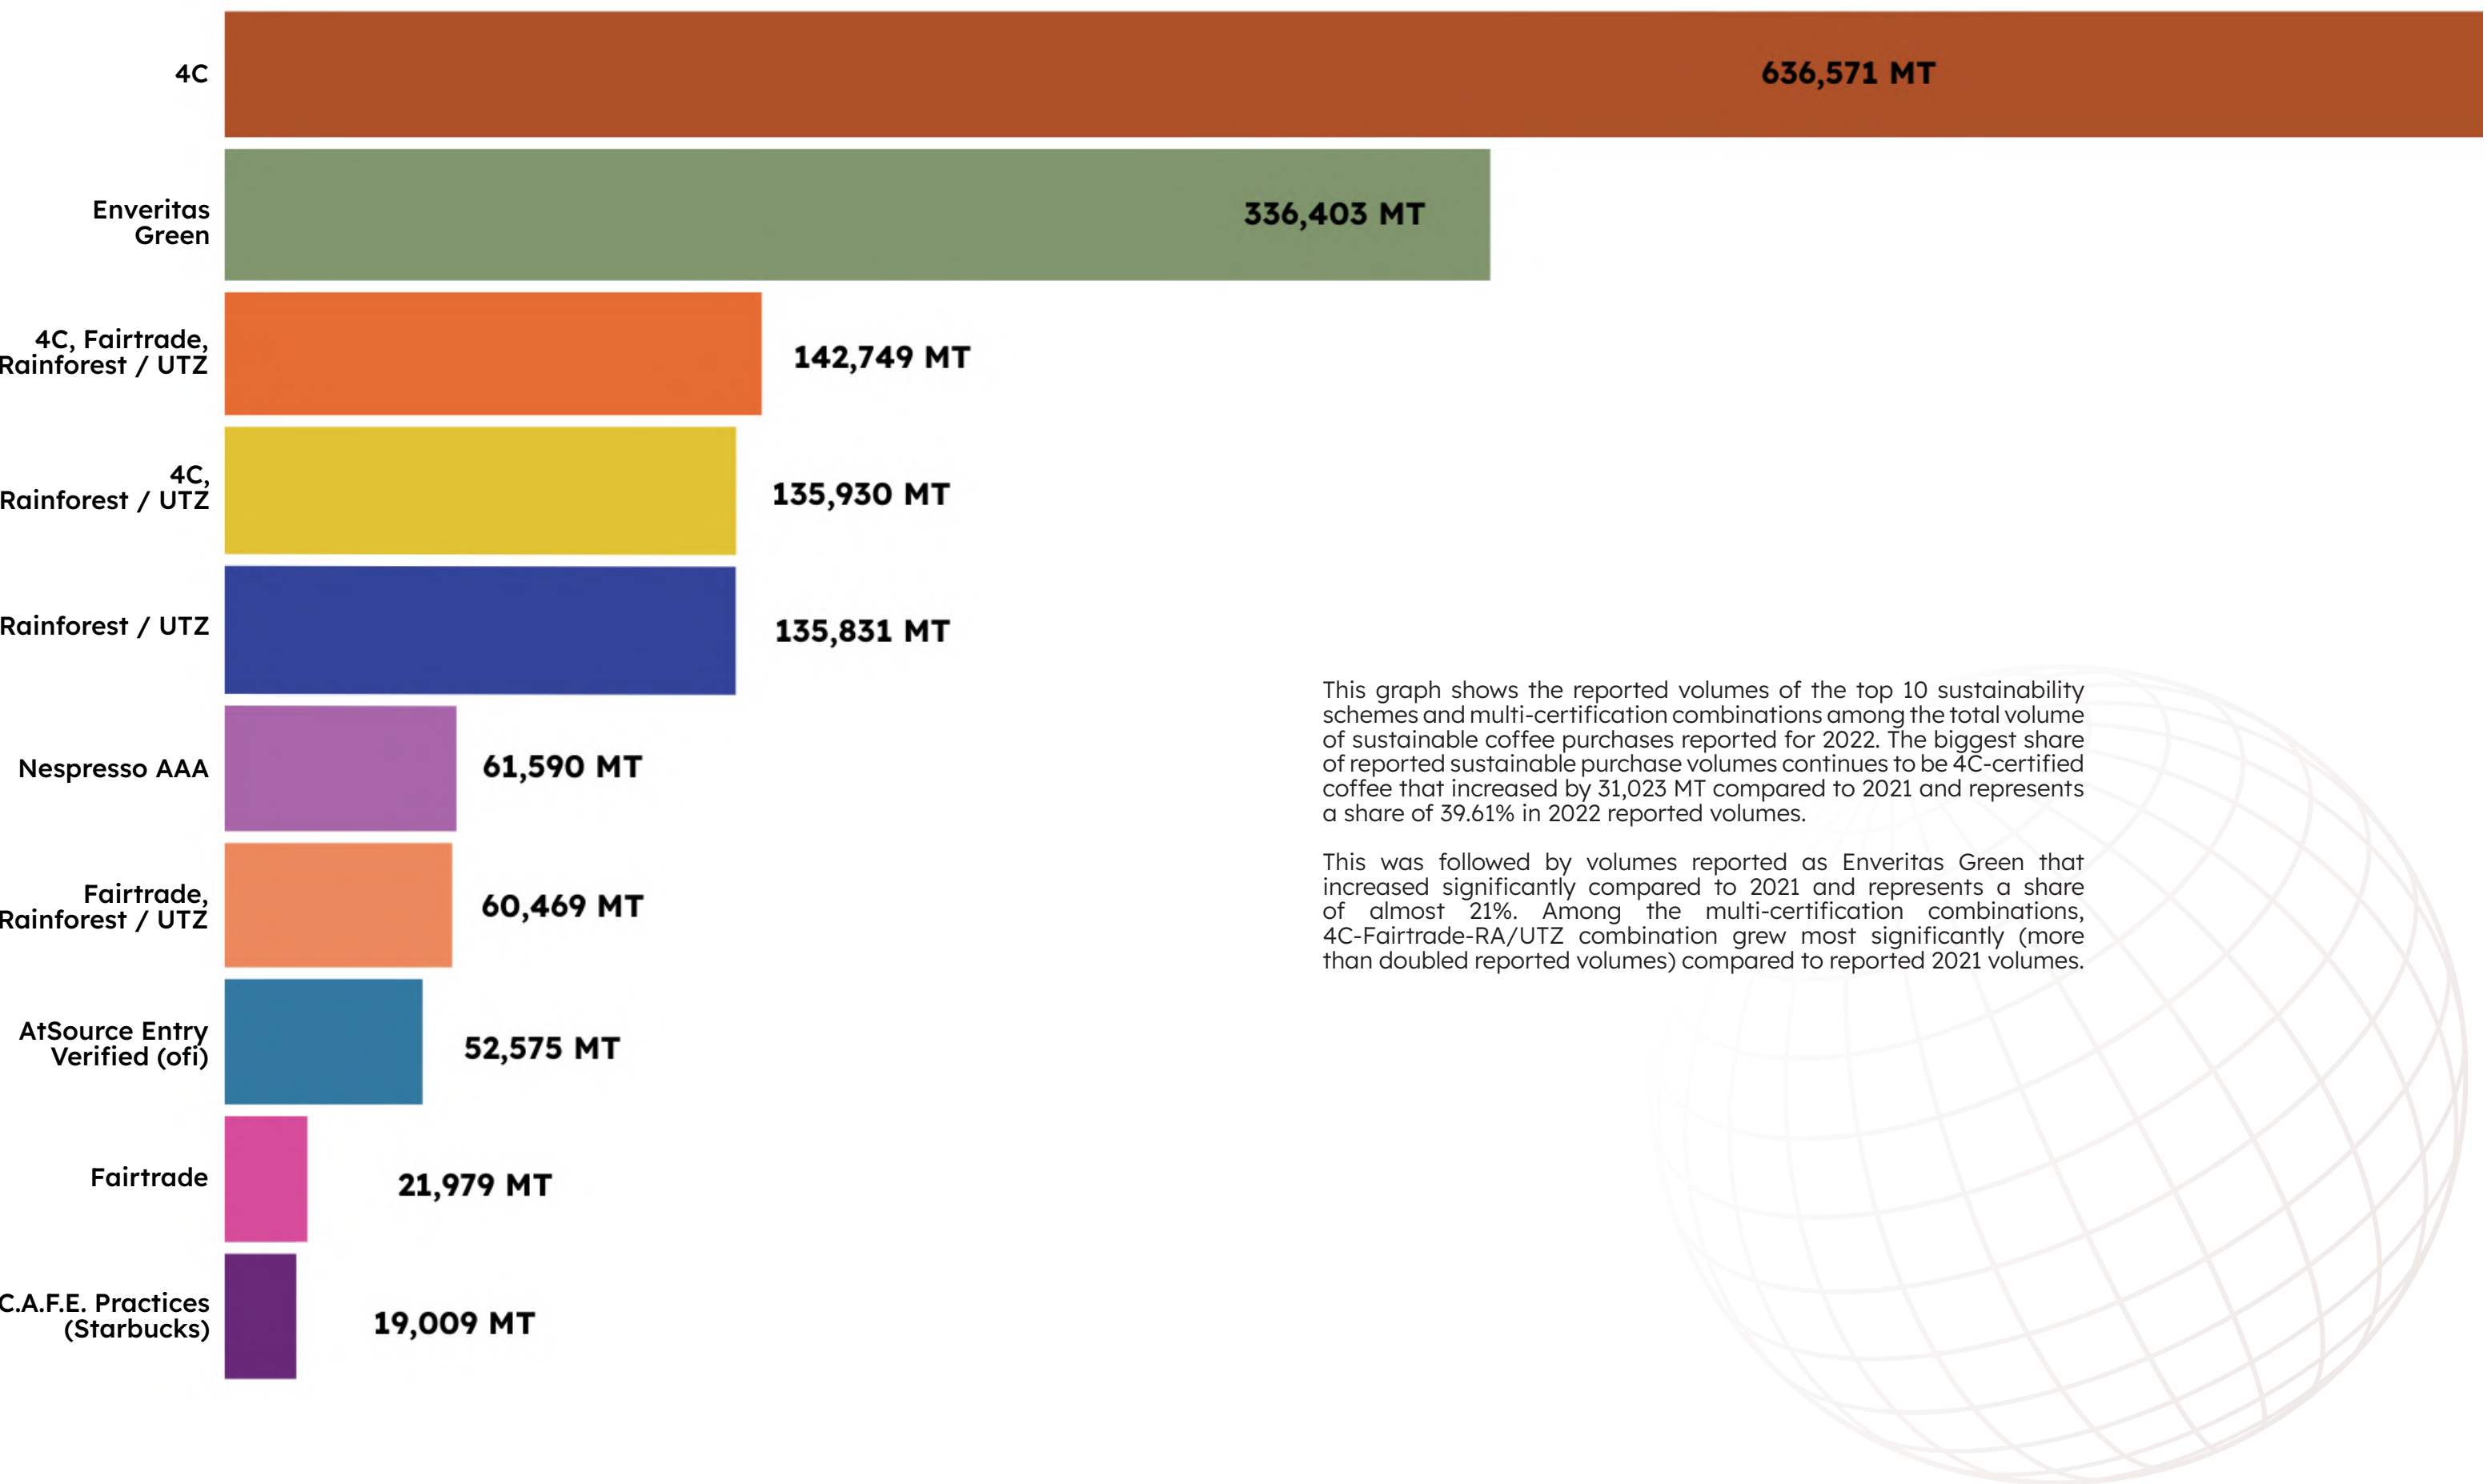 4C
636,571 MT
Enveritas
Green
336,403 MT
4C, Fairtrade,
Rainforest / UTZ
142,749 MT
4C,
Rainforest / UTZ
135,930 MT
Rainforest / UTZ
135,831 MT
Nespresso AAA
61,590 MT
Fairtrade,
Rainforest / UTZ
60,469 MT
AtSource Entry
Verified (ofi)
52,575 MT
Fairtrade
21,979 MT
C.A.F.E. Practices
(Starbucks)
19,009 MT
This graph shows the reported volumes of the top 10 sustainability
schemes and multi-certification combinations among the total volume
of sustainable coffee purchases reported for 2022. The biggest share
of reported sustainable purchase volumes continues to be 4C-certified
coffee that increased by 31,023 MT compared to 2021 and represents
a share of 39.61% in 2022 reported volumes.
This was followed by volumes reported as Enveritas Green that
increased significantly compared to 2021 and represents a share
of almost 21%. Among the multi-certification combinations,
4C-Fairtrade-RA/UTZ combination grew most significantly (more
than doubled reported volumes) compared to reported 2021 volumes.